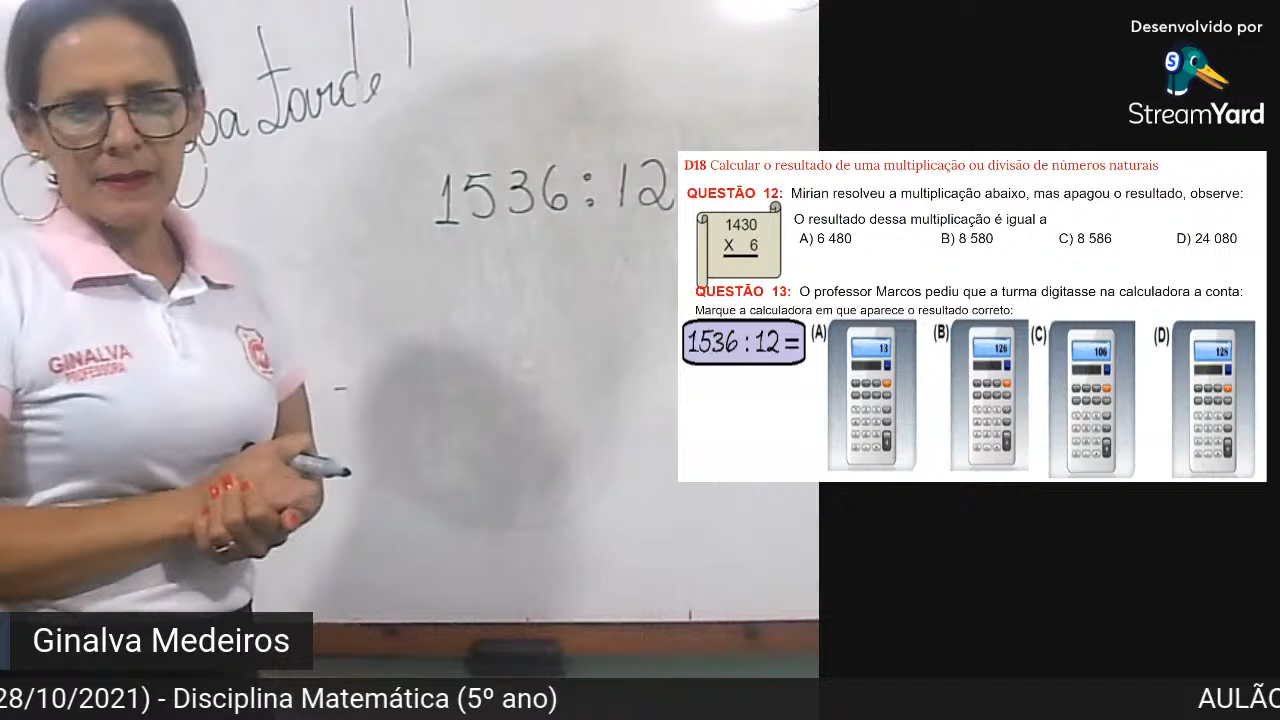 Boa tarde!
1536:12
GINALVA
PROFESSORA
Desenvolvido por
StreamYard
D18 Calcular o resultado de uma multiplicação ou divisão de números naturais
QUESTÃO 12: Mirian resolveu a multiplicação abaixo, mas apagou o resultado, observe:
1430
X 6
O resultado dessa multiplicação é igual a
A) 6 480 B) 8 580 C) 8 586 D) 24 080
QUESTÃO 13: O professor Marcos pediu que a turma digitasse na calculadora a conta:
Marque a calculadora em que aparece o resultado correto:
1536:12=
(A) (B) (C) (D)
13 126 106 128
Ginalva Medeiros
28/10/2021) - Disciplina Matemática (5º ano) AULÃO